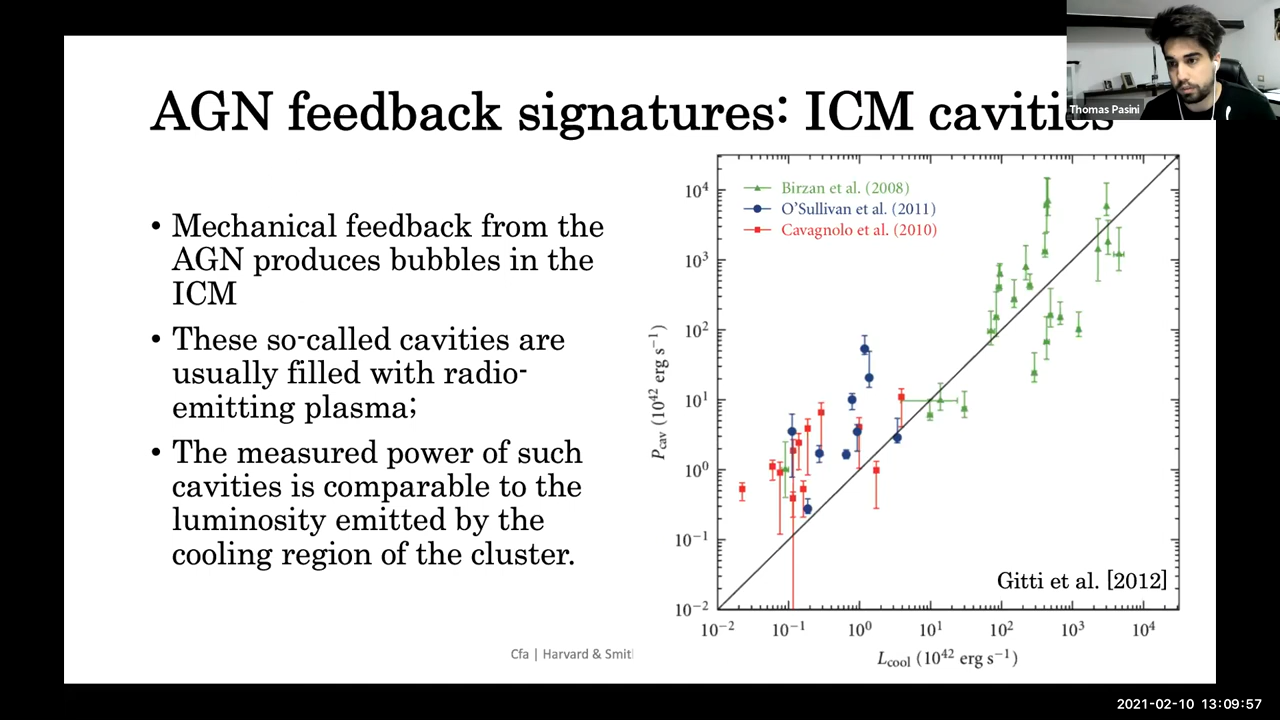 AGN feedback signatures: ICM cavities
Thomas Pasini
• Mechanical feedback from the
AGN produces bubbles in the
ICM
• These so-called cavities are
usually filled with radio-
emitting plasma;
• The measured power of such
cavities is comparable to the
luminosity emitted by the
cooling region of the cluster.
Birzan et al. (2008)
O'Sullivan et al. (2011)
Cavagnolo et al. (2010)
10⁴
10³
10²
10¹
10⁰
10⁻¹
10⁻²
P_cav (10⁴² erg s⁻¹)
Gitti et al. [2012]
10⁻² 10⁻¹ 10⁰ 10¹ 10² 10³ 10⁴
L_cool (10⁴² erg s⁻¹)
Cfa | Harvard &
2021-02-10 13:09:57